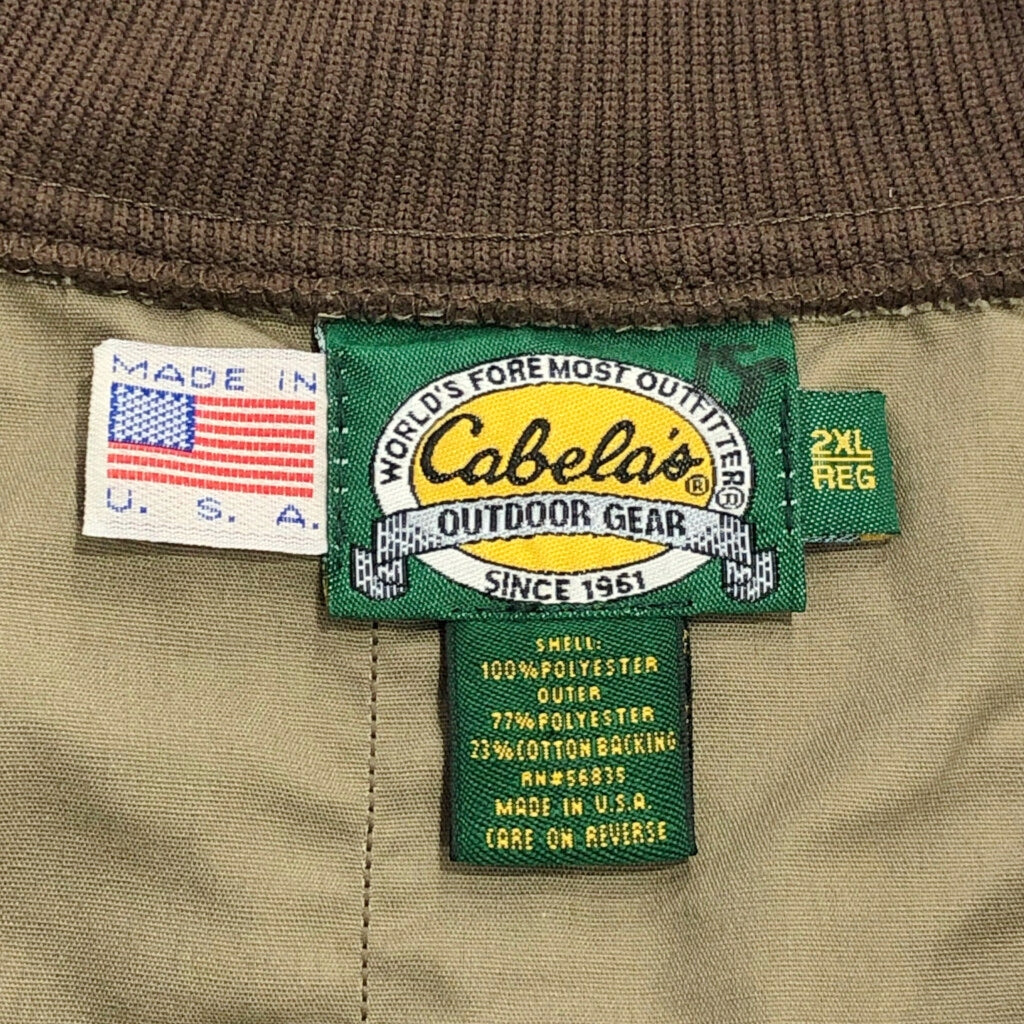 MADE IN
U. S. A.
WORLD'S FOREMOST OUTFITTER®
Cabela's®
OUTDOOR GEAR
SINCE 1961
2XL
REG
SHELL:
100% POLYESTER
OUTER
77% POLYESTER
23% COTTON BACKING
RN#56835
MADE IN U.S.A.
CARE ON REVERSE